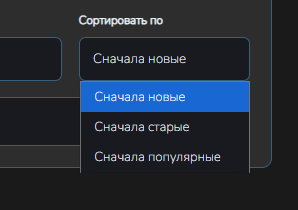 Сортировать по
Сначала новые
Сначала новые
Сначала старые
Сначала популярные